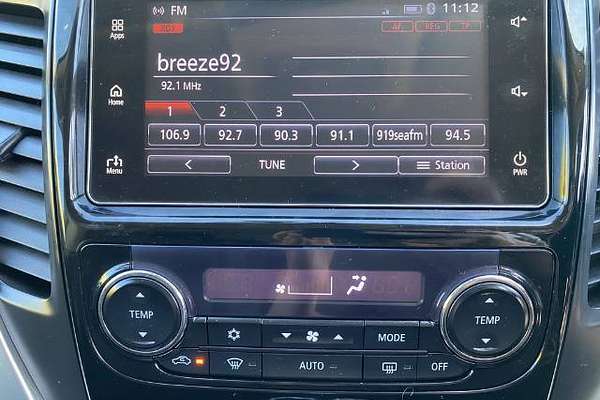 FM 11:12
Apps AF REG TP
breeze92
92.1 MHz
Home
1 2 3
106.9 92.7 90.3 91.1 919seafm 94.5
Menu < TUNE > Station PWR
TEMP TEMP
MODE
AUTO OFF